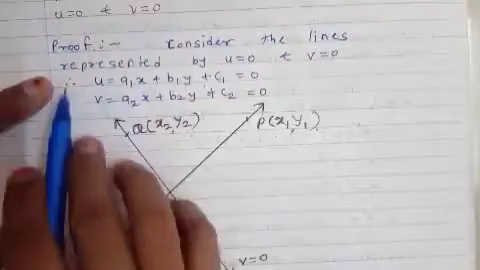 u=0 & v=0
Proof :- Consider the lines
represented by u=0 & v=0
∴ u = a₁x + b₁y + c₁ = 0
v = a₂x + b₂y + c₂ = 0
Q(x₂,y₂) P(x₁,y₁)
v=0